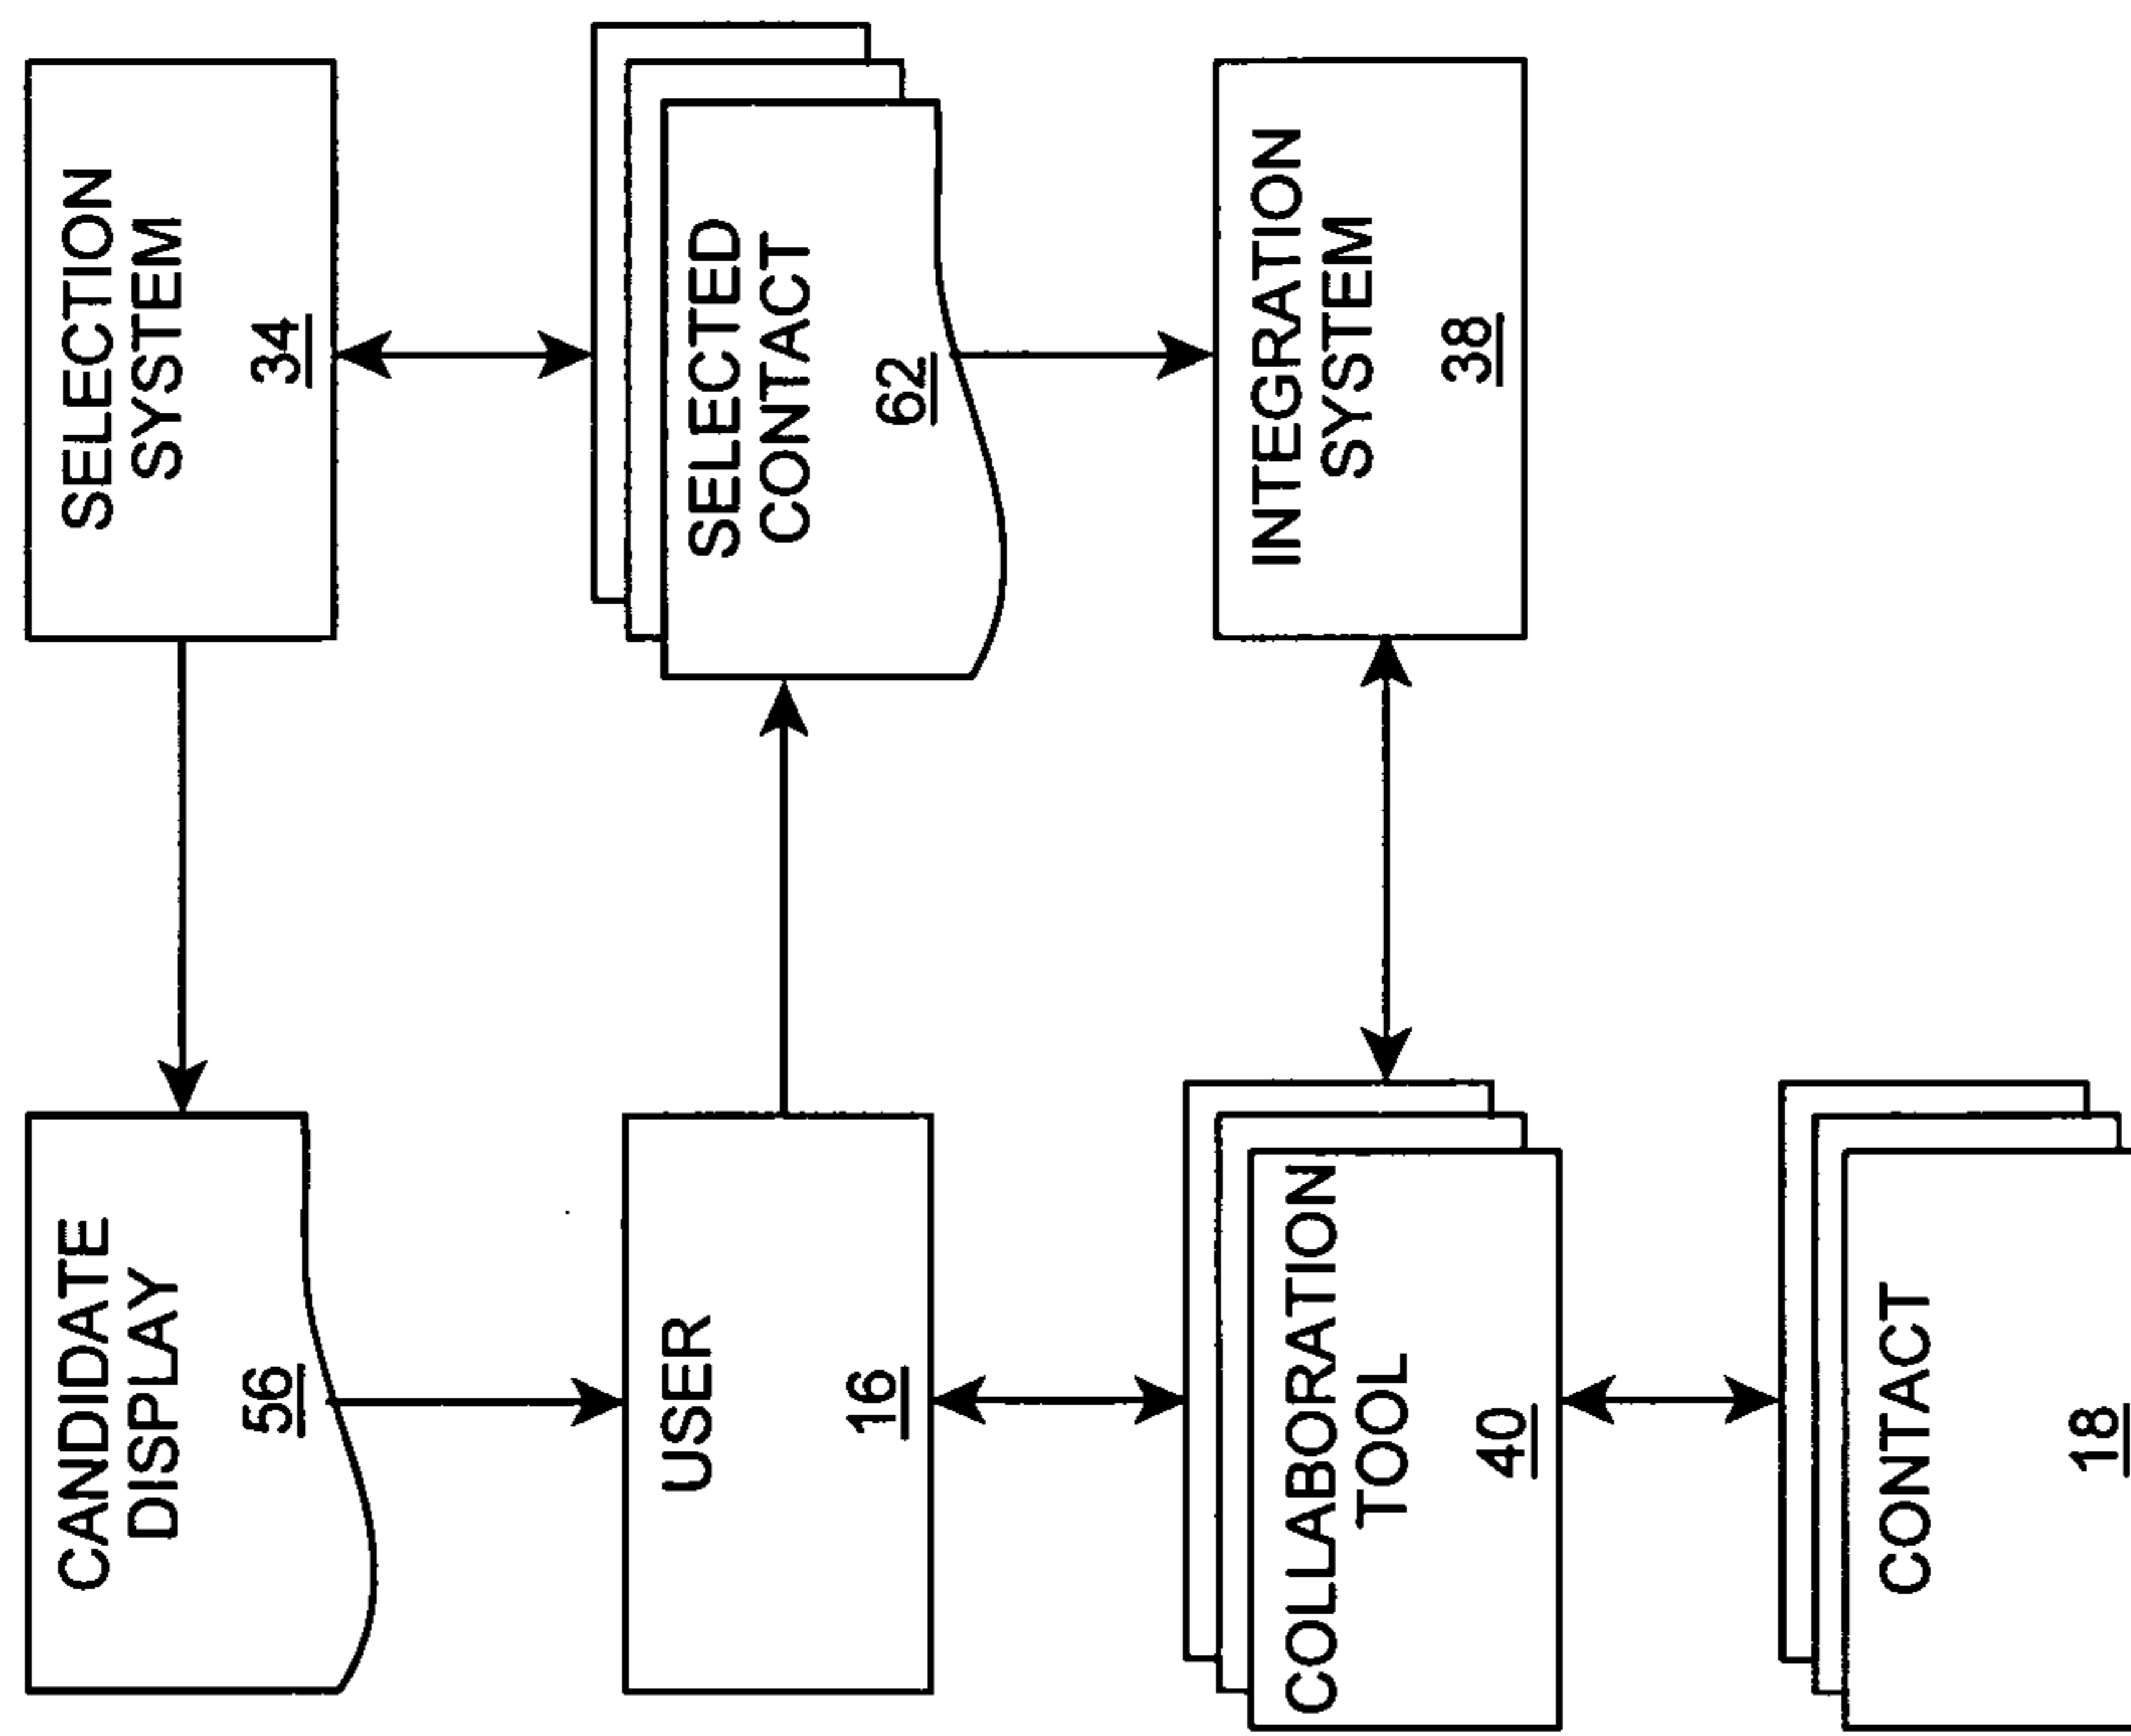 CANDIDATE
DISPLAY
56
SELECTION
SYSTEM
34
USER
16
SELECTED
CONTACT
62
COLLABORATION
TOOL
40
INTEGRATION
SYSTEM
38
CONTACT
18